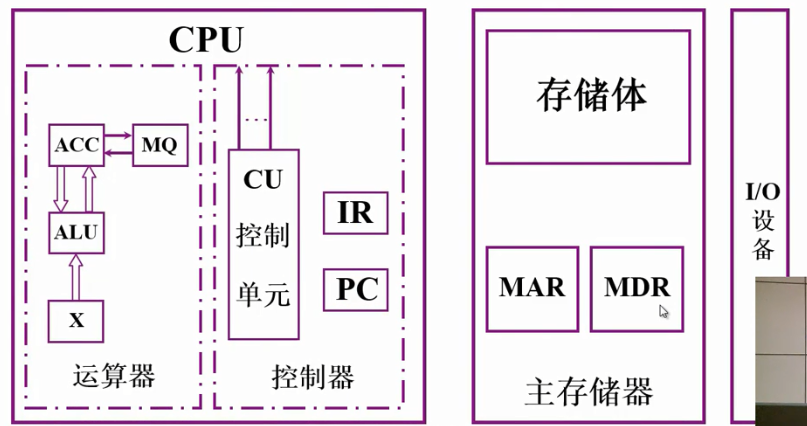 CPU
ACC
MQ
ALU
X
运算器
...
CU
控制
单元
IR
PC
控制器
存储体
MAR
MDR
主存储器
I/O
设
备